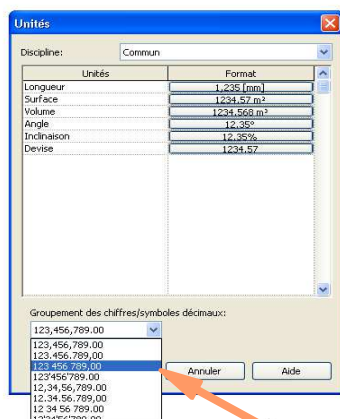 Unités
Discipline: Commun
Unités Format
Longueur 1,235 [mm]
Surface 1234.57 m²
Volume 1234.568 m³
Angle 12.35°
Inclinaison 12.35%
Devise 1234.57
Groupement des chiffres/symboles décimaux:
123,456,789.00
123,456,789.00
123.456.789,00
123 456 789,00
123'456'789.00
12,34,56,789.00
12.34.56.789,00
12 34 56 789.00
Annuler Aide